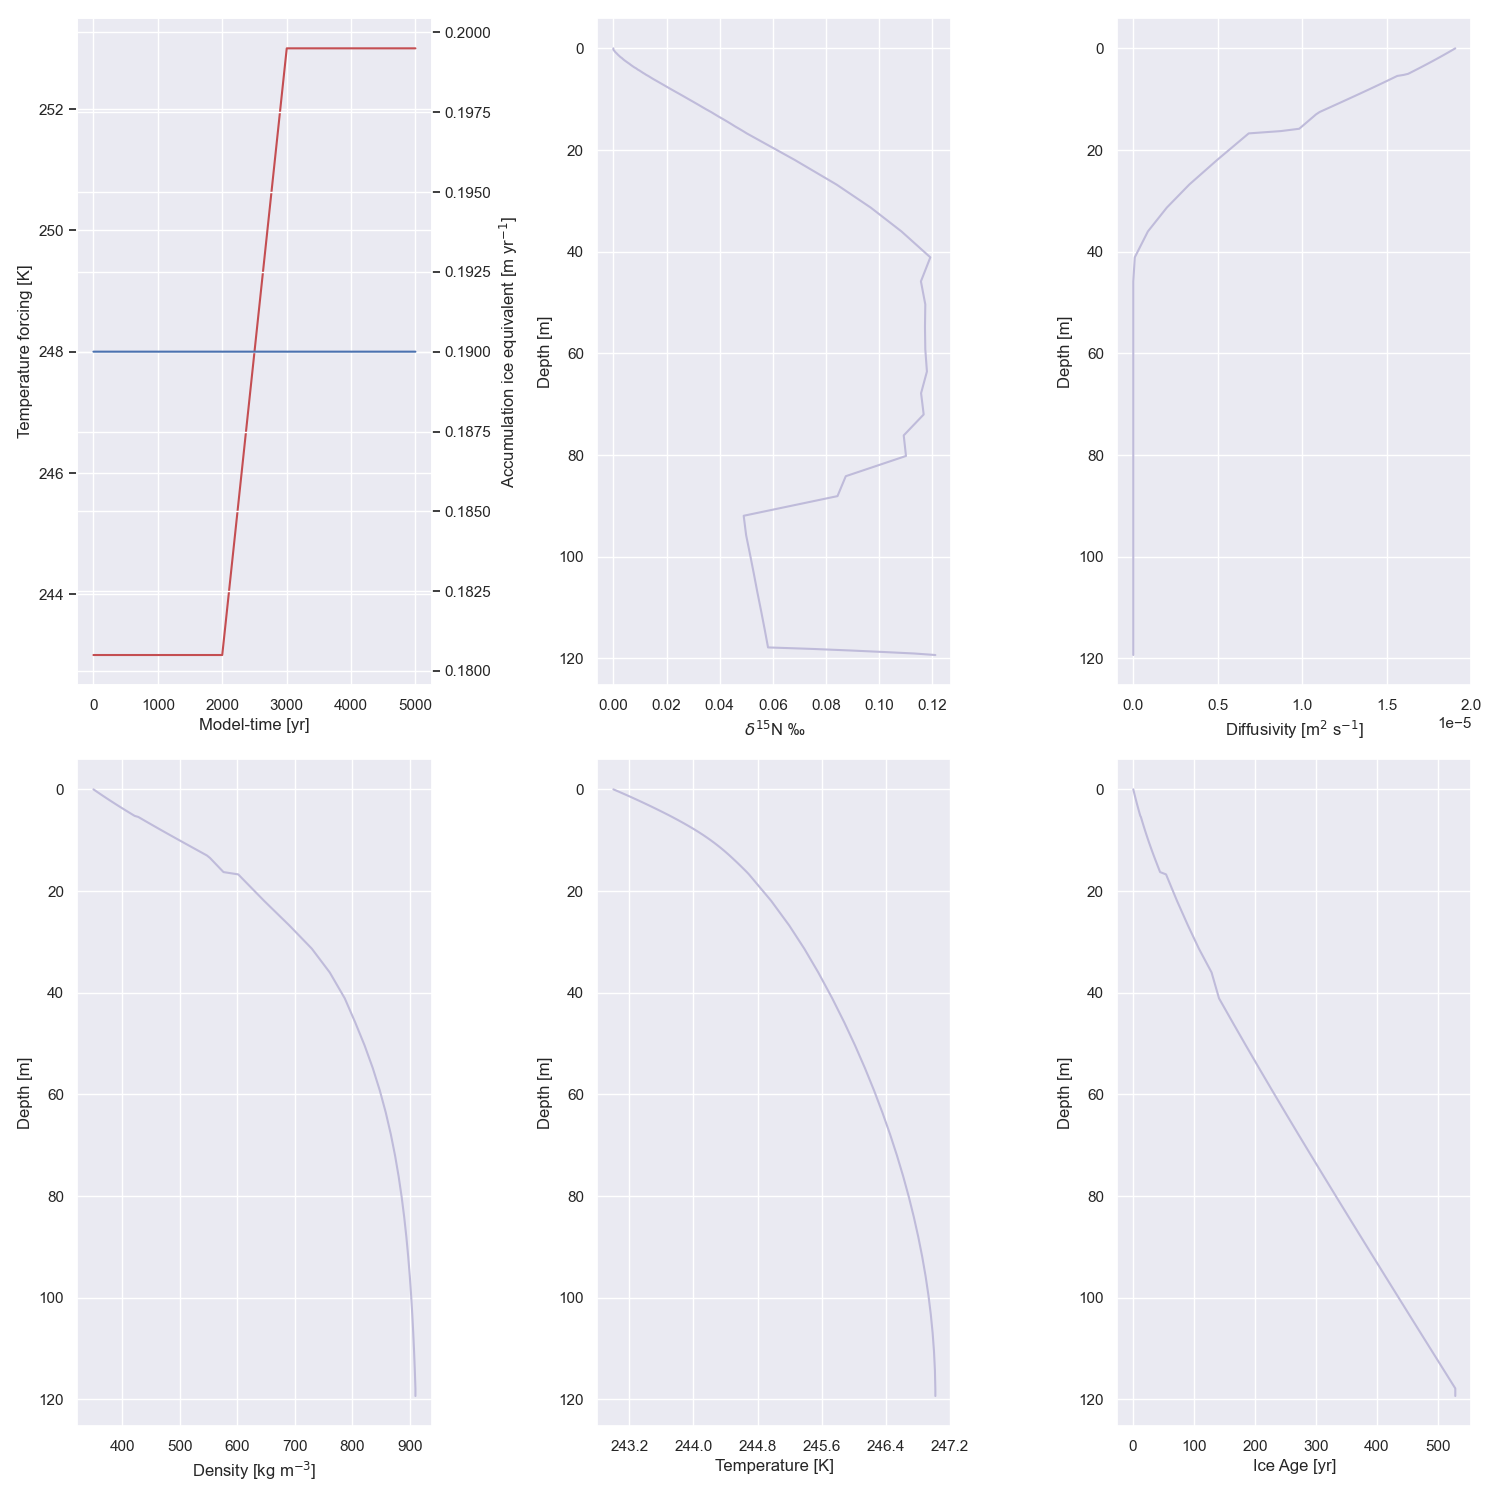 252
250
248
246
244
Temperature forcing [K]
0.2000
0.1975
0.1950
0.1925
0.1900
0.1875
0.1850
0.1825
0.1800
Accumulation ice equivalent [m yr⁻¹]
0 1000 2000 3000 4000 5000
Model-time [yr]
0
20
40
60
80
100
120
Depth [m]
0.00 0.02 0.04 0.06 0.08 0.10 0.12
δ¹⁵N ‰
0
20
40
60
80
100
120
Depth [m]
0.0 0.5 1.0 1.5 2.0
1e−5
Diffusivity [m² s⁻¹]
0
20
40
60
80
100
120
Depth [m]
400 500 600 700 800 900
Density [kg m⁻³]
0
20
40
60
80
100
120
Depth [m]
243.2 244.0 244.8 245.6 246.4 247.2
Temperature [K]
0
20
40
60
80
100
120
Depth [m]
0 100 200 300 400 500
Ice Age [yr]